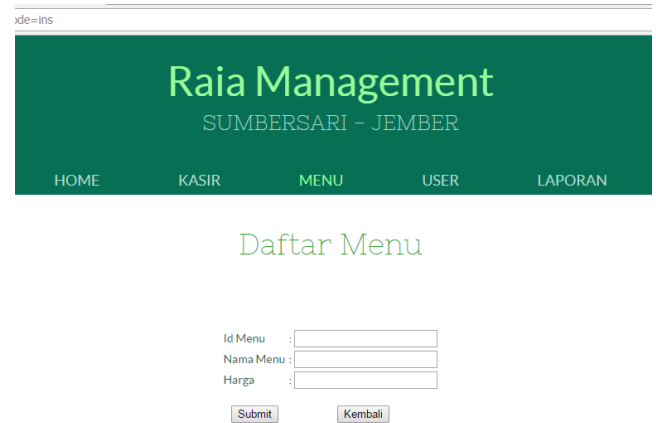 ode=ins
Raia Management
SUMBERSARI – JEMBER
HOME KASIR MENU USER LAPORAN
Daftar Menu
Id Menu :
Nama Menu :
Harga :
Submit Kembali